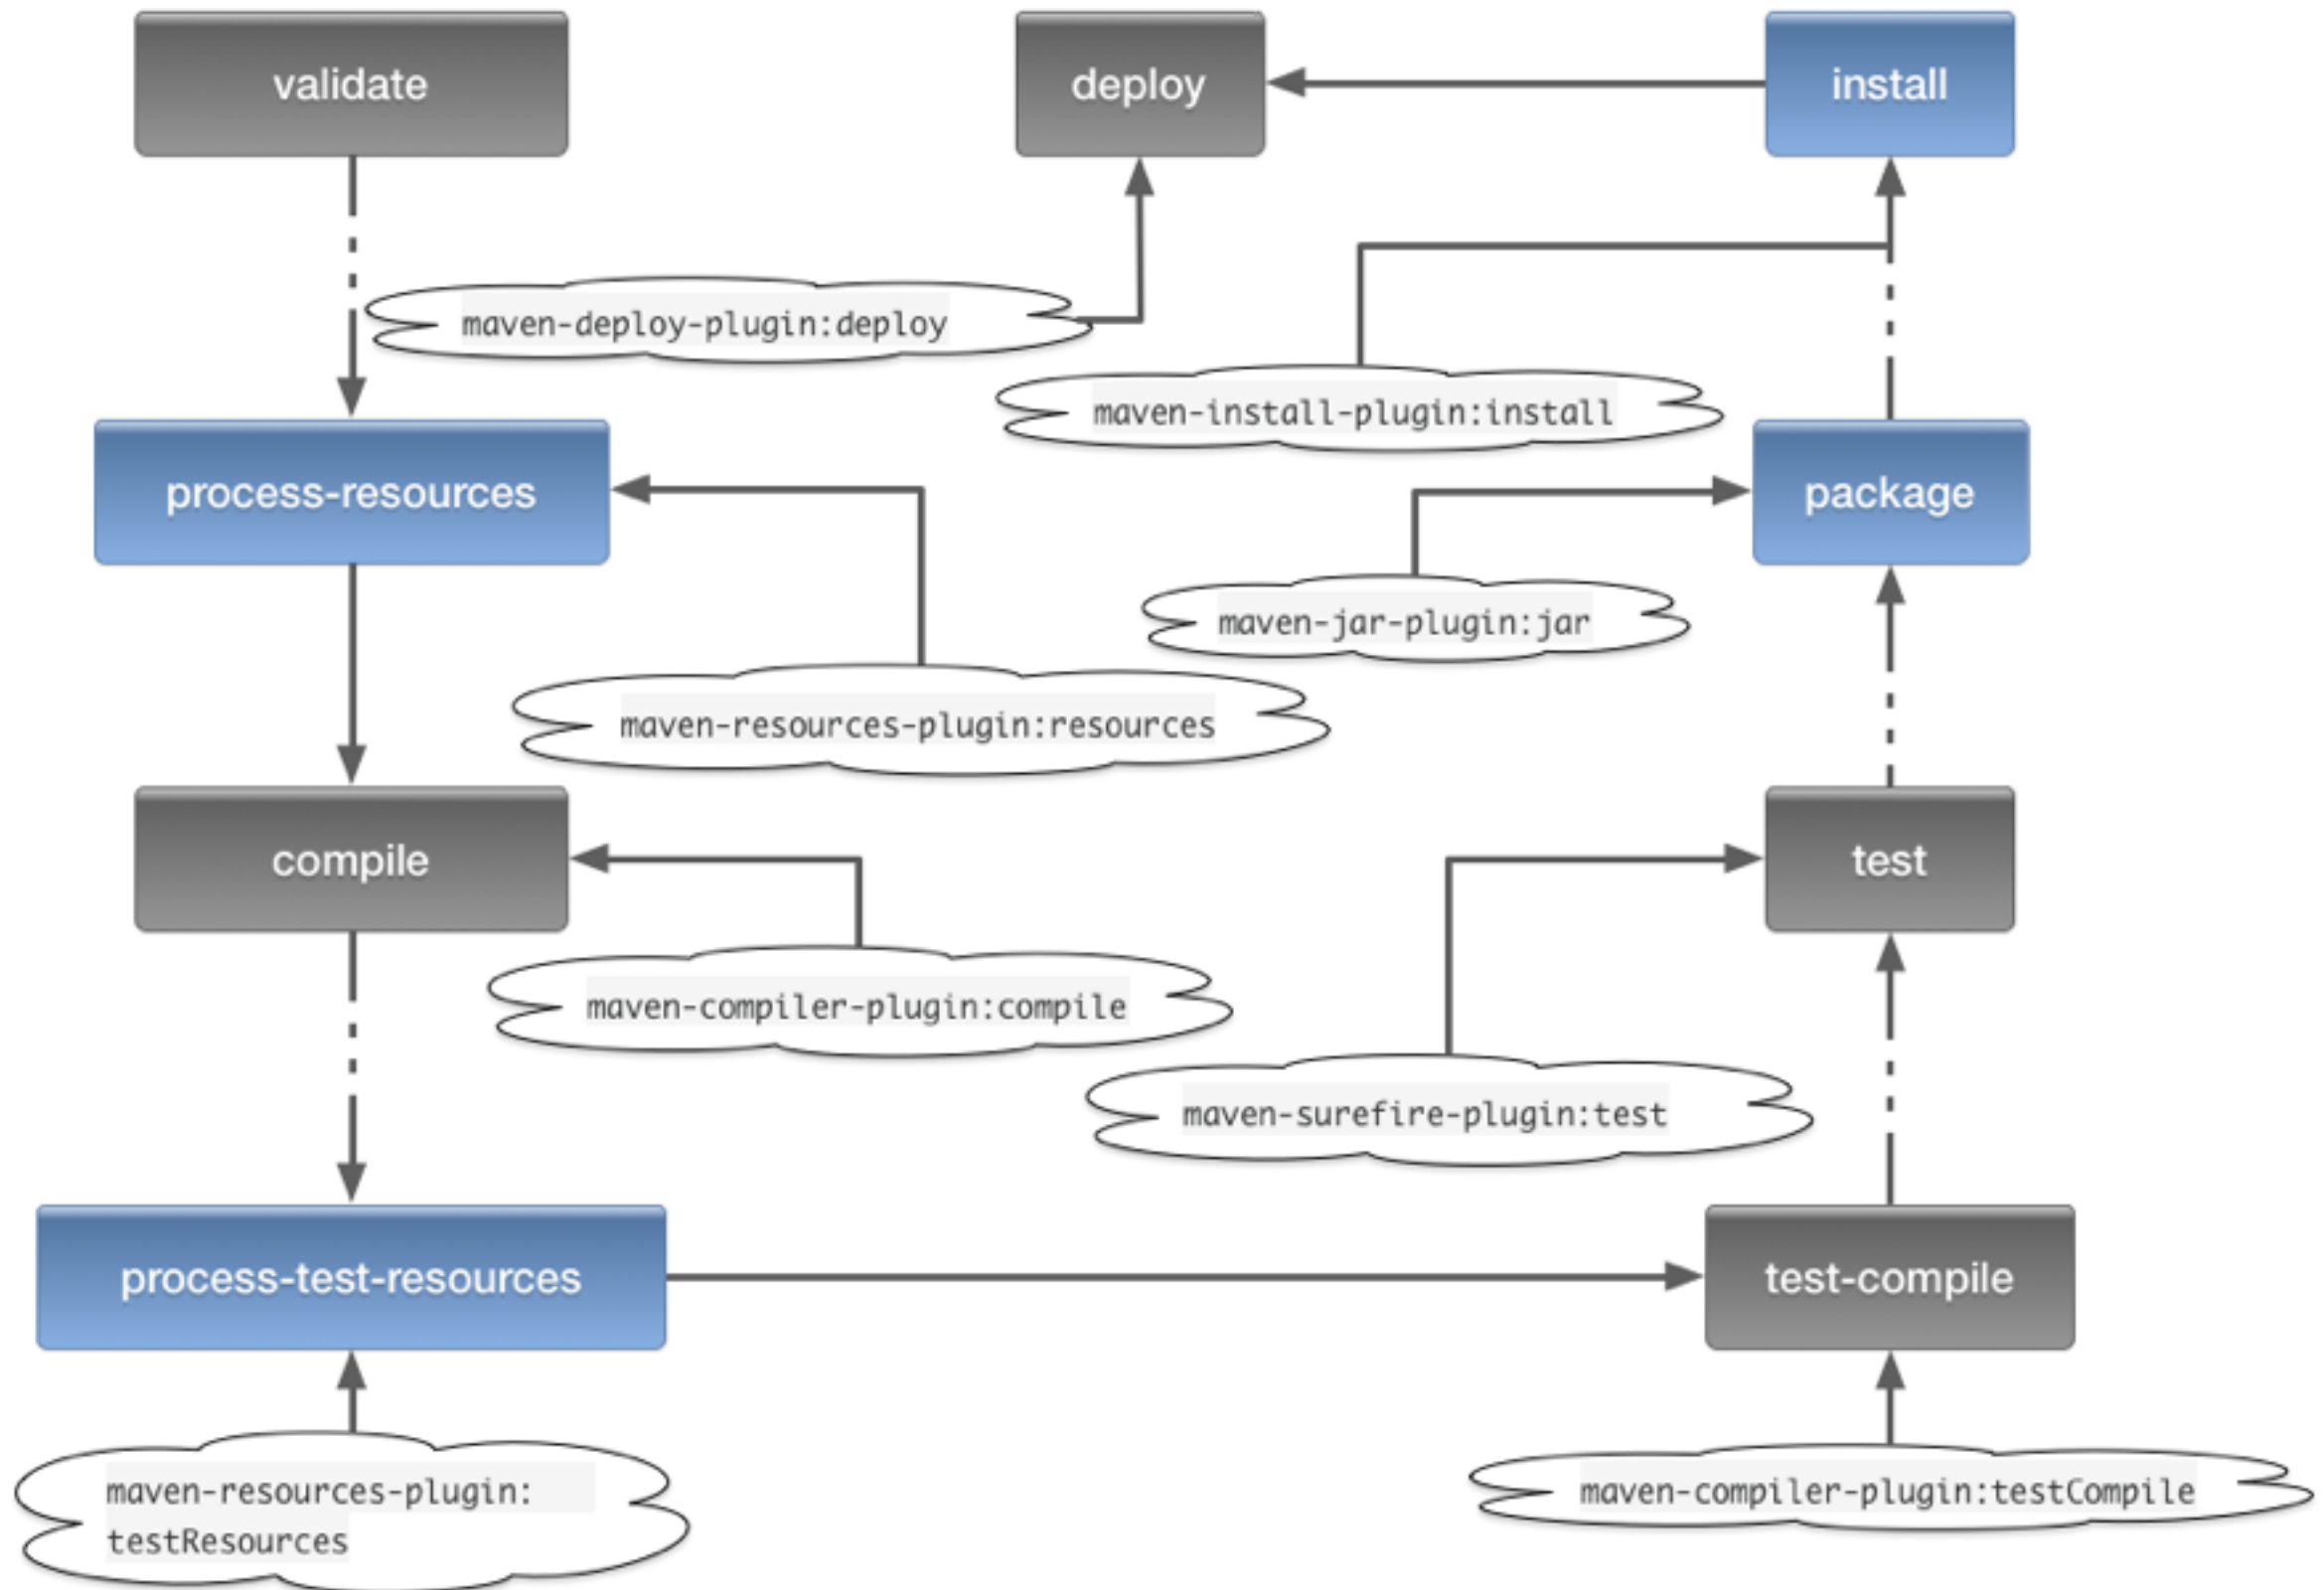 validate
deploy
install
maven-deploy-plugin:deploy
maven-install-plugin:install
process-resources
package
maven-jar-plugin:jar
maven-resources-plugin:resources
compile
test
maven-compiler-plugin:compile
maven-surefire-plugin:test
process-test-resources
test-compile
maven-resources-plugin:
testResources
maven-compiler-plugin:testCompile